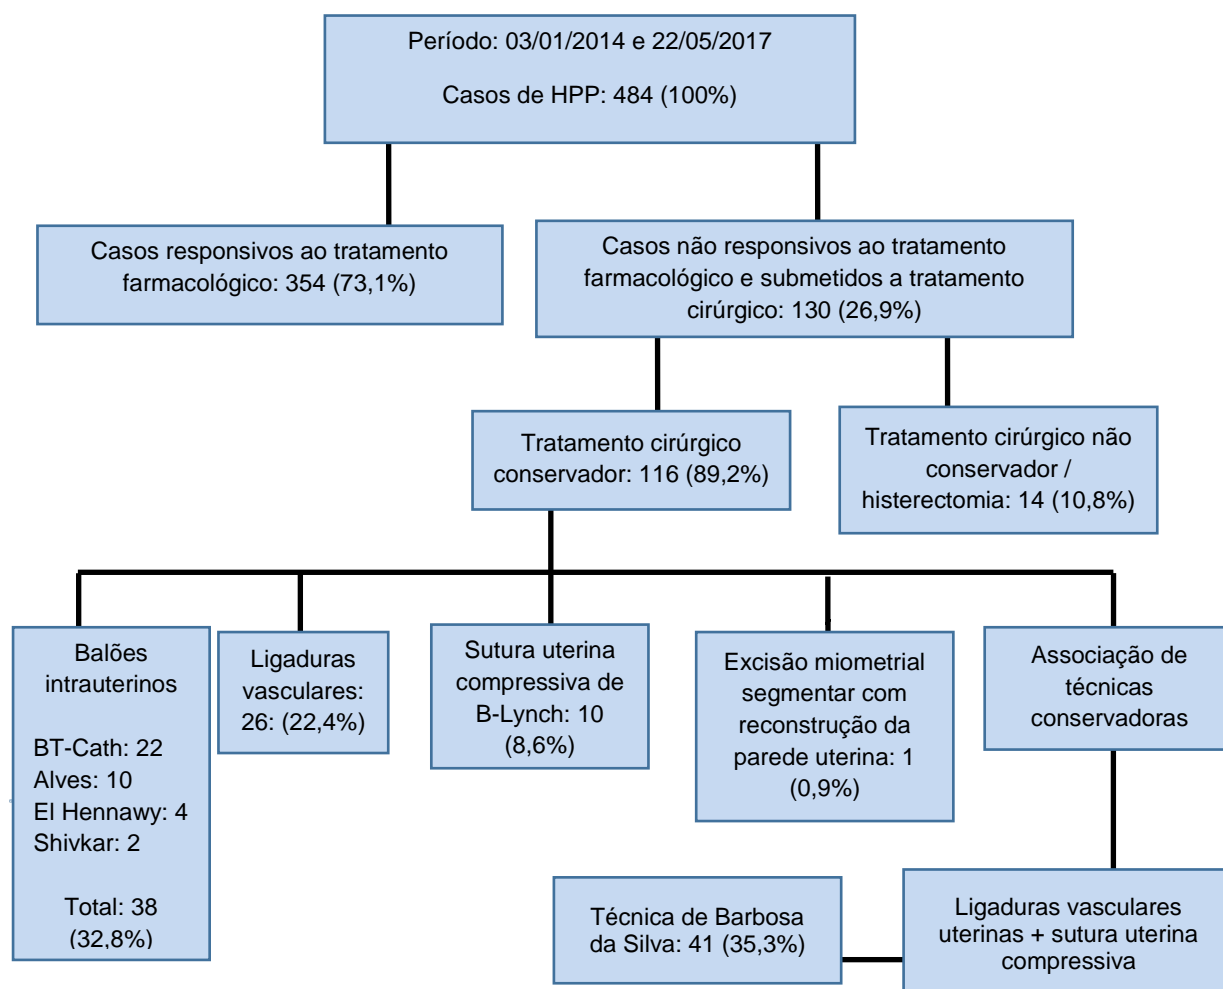 Período: 03/01/2014 e 22/05/2017
Casos de HPP: 484 (100%)
Casos responsivos ao tratamento
farmacológico: 354 (73,1%)
Casos não responsivos ao tratamento
farmacológico e submetidos a tratamento
cirúrgico: 130 (26,9%)
Tratamento cirúrgico
conservador: 116 (89,2%)
Tratamento cirúrgico não
conservador /
histerectomia: 14 (10,8%)
Balões
intrauterinos
BT-Cath: 22
Alves: 10
El Hennawy: 4
Shivkar: 2
Total: 38
(32,8%)
Ligaduras
vasculares:
26: (22,4%)
Sutura uterina
compressiva de
B-Lynch: 10
(8,6%)
Excisão miometrial
segmentar com
reconstrução da
parede uterina: 1
(0,9%)
Associação de
técnicas
conservadoras
Técnica de Barbosa
da Silva: 41 (35,3%)
Ligaduras vasculares
uterinas + sutura uterina
compressiva